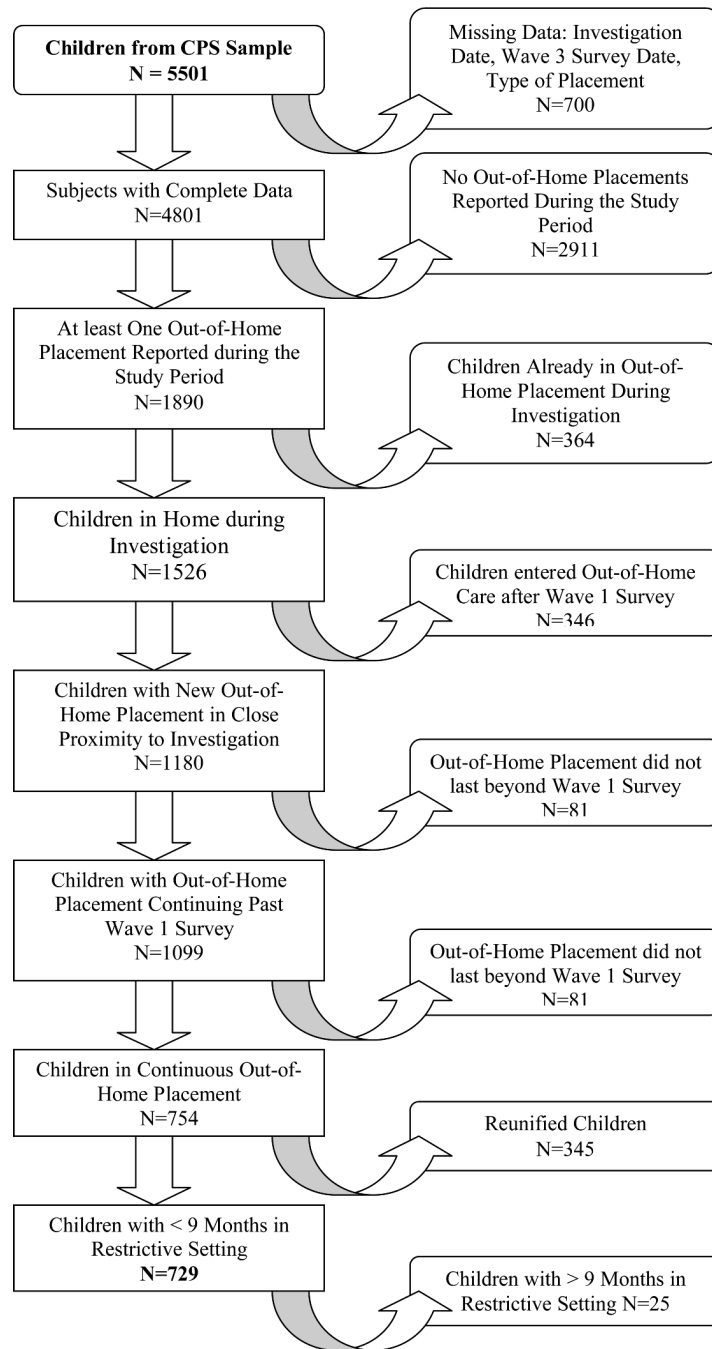 Children from CPS Sample
N = 5501
Missing Data: Investigation
Date, Wave 3 Survey Date,
Type of Placement
N=700
Subjects with Complete Data
N=4801
No Out-of-Home Placements
Reported During the Study
Period
N=2911
At least One Out-of-Home
Placement Reported during the
Study Period
N=1890
Children Already in Out-of-
Home Placement During
Investigation
N=364
Children in Home during
Investigation
N=1526
Children entered Out-of-Home
Care after Wave 1 Survey
N=346
Children with New Out-of-
Home Placement in Close
Proximity to Investigation
N=1180
Out-of-Home Placement did not
last beyond Wave 1 Survey
N=81
Children with Out-of-Home
Placement Continuing Past
Wave 1 Survey
N=1099
Out-of-Home Placement did not
last beyond Wave 1 Survey
N=81
Children in Continuous Out-of-
Home Placement
N=754
Reunified Children
N=345
Children with < 9 Months in
Restrictive Setting
N=729
Children with > 9 Months in
Restrictive Setting N=25